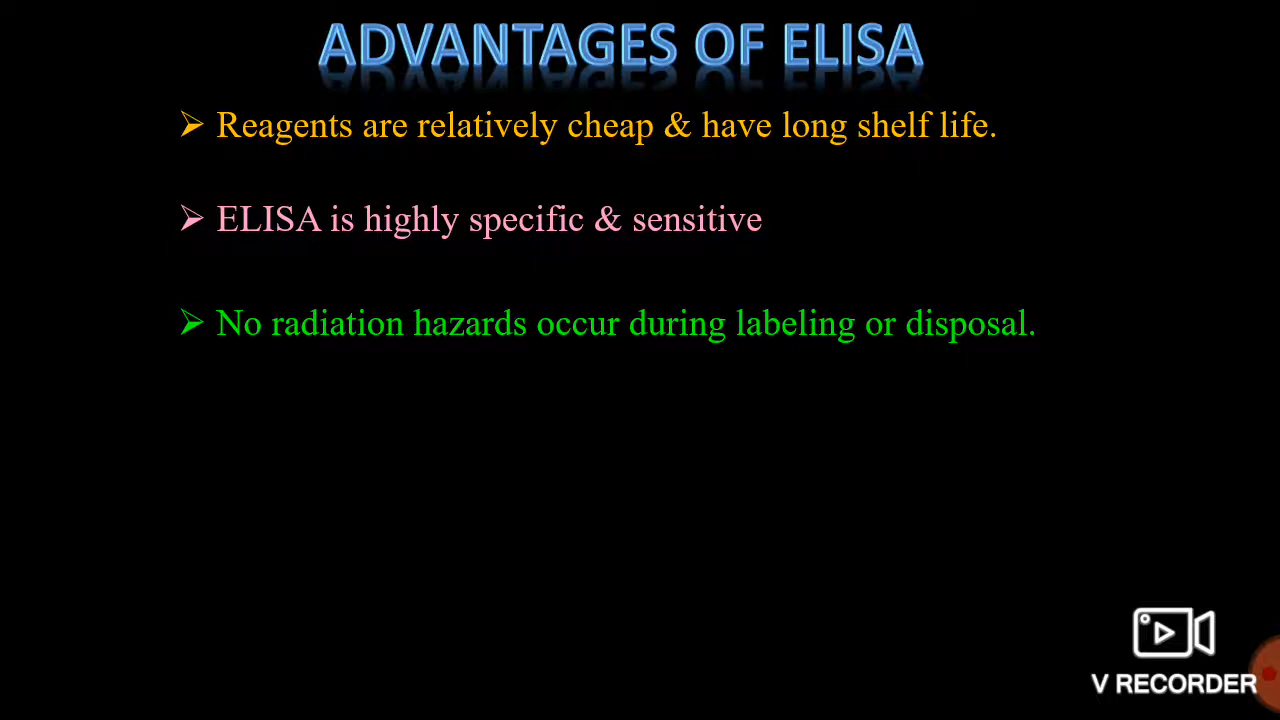 ADVANTAGES OF ELISA
➢ Reagents are relatively cheap & have long shelf life.
➢ ELISA is highly specific & sensitive
➢ No radiation hazards occur during labeling or disposal.
V RECORDER